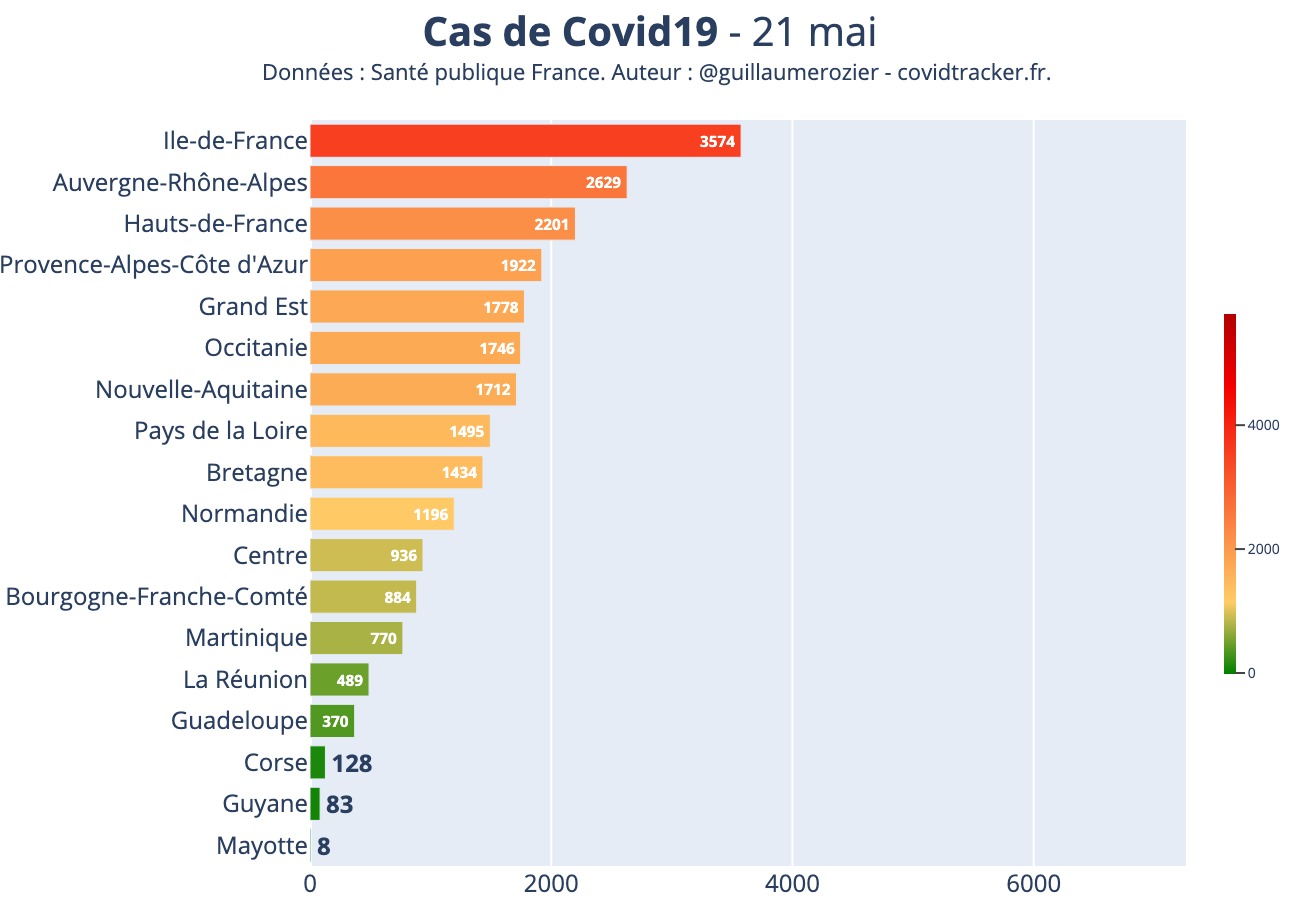 Cas de Covid19 - 21 mai
Données : Santé publique France. Auteur : @guillaumerozier - covidtracker.fr.
Ile-de-France 3574
Auvergne-Rhône-Alpes 2629
Hauts-de-France 2201
Provence-Alpes-Côte d'Azur 1922
Grand Est 1778
Occitanie 1746
Nouvelle-Aquitaine 1712
Pays de la Loire 1495
Bretagne 1434
Normandie 1196
Centre 936
Bourgogne-Franche-Comté 884
Martinique 770
La Réunion 489
Guadeloupe 370
Corse 128
Guyane 83
Mayotte 8
0 2000 4000 6000
4000
2000
0